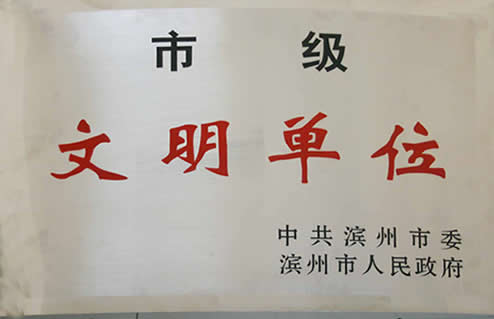 市级
文明单位
中共滨州市委
滨州市人民政府